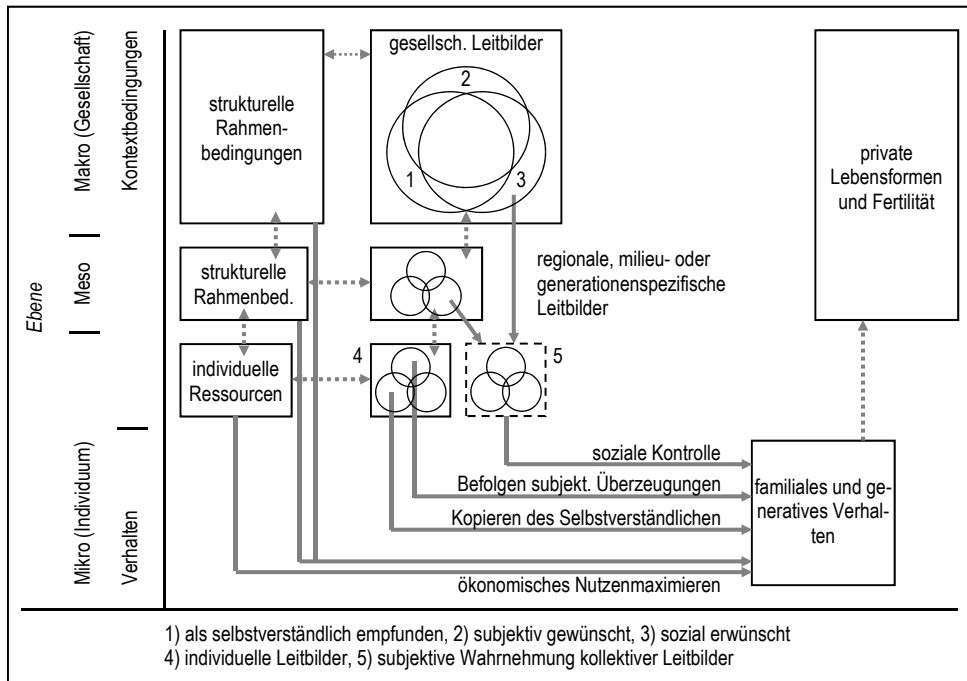 Ebene
Makro (Gesellschaft)
Kontextbedingungen
Meso
Mikro (Individuum)
Verhalten
strukturelle
Rahmen-
bedingungen
gesellsch. Leitbilder
2
1
3
private
Lebensformen
und Fertilität
strukturelle
Rahmenbed.
regionale, milieu- oder
generationenspezifische
Leitbilder
individuelle
Ressourcen
4
5
soziale Kontrolle
Befolgen subjekt. Überzeugungen
Kopieren des Selbstverständlichen
ökonomisches Nutzenmaximieren
familiales und ge-
neratives Verhal-
ten
1) als selbstverständlich empfunden, 2) subjektiv gewünscht, 3) sozial erwünscht
4) individuelle Leitbilder, 5) subjektive Wahrnehmung kollektiver Leitbilder